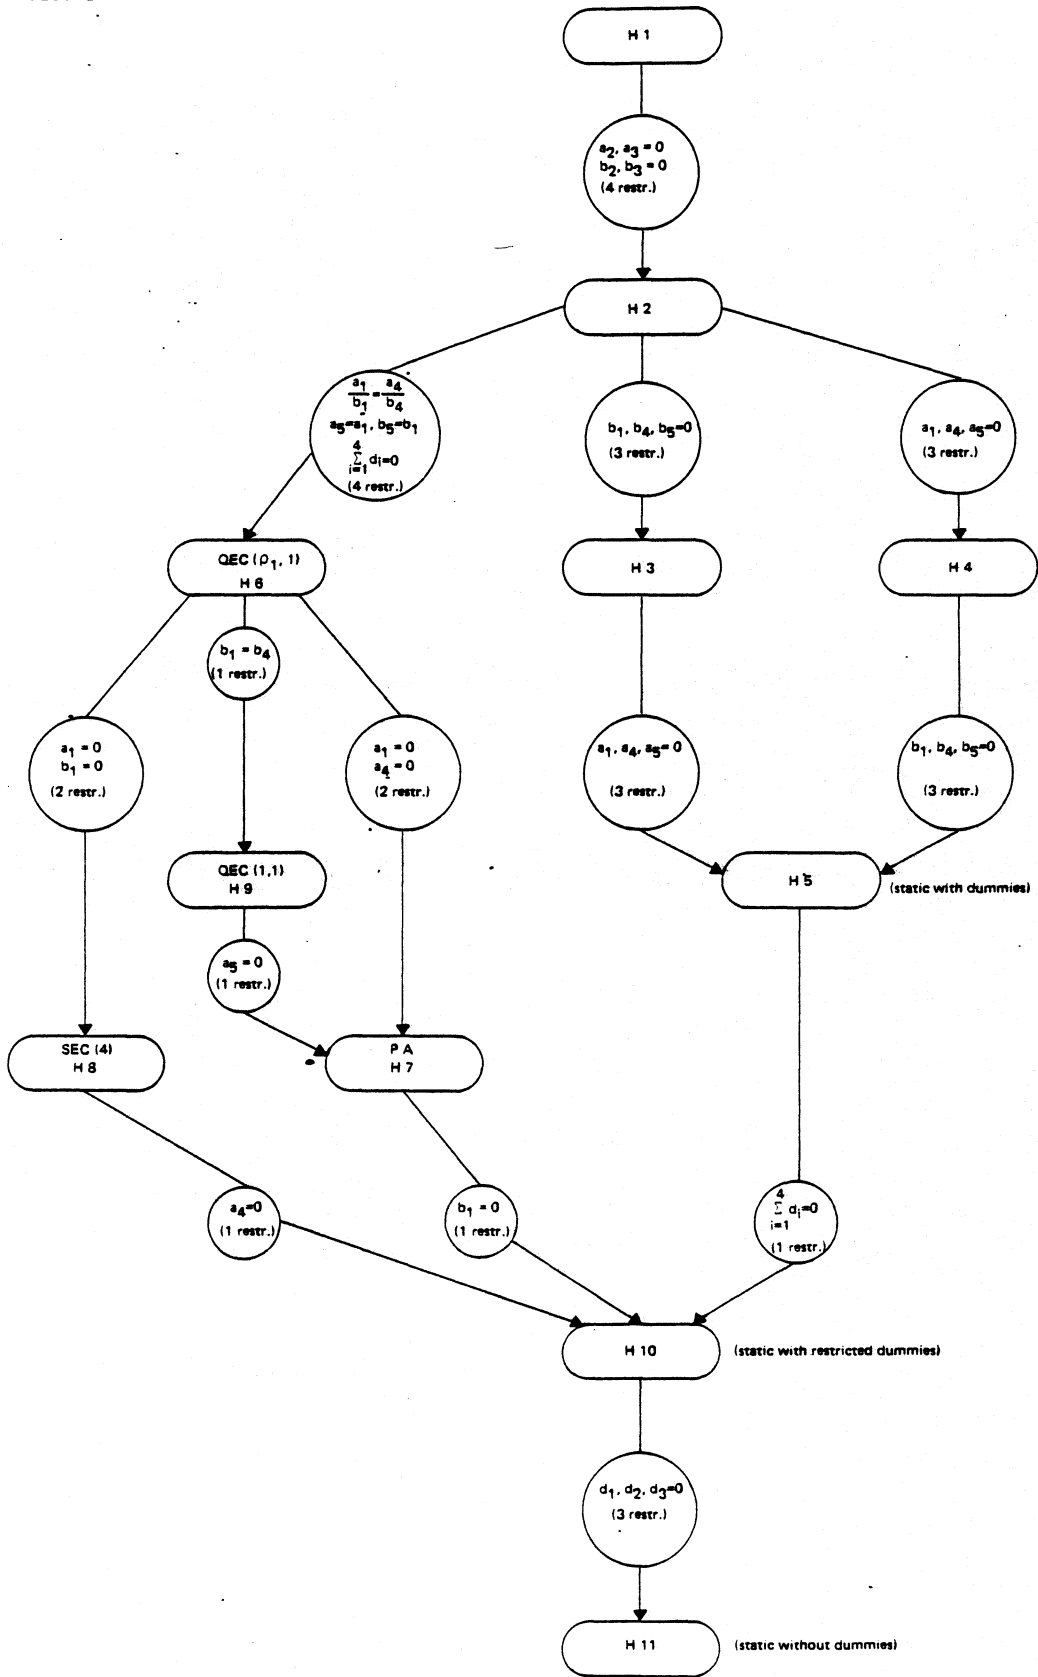 H 1
a2, a3 = 0
b2, b3 = 0
(4 restr.)
H 2
a1/b1 = a4/b4
a5=a1, b5=b1
4
Σ di=0
i=1
(4 restr.)
b1, b4, b5=0
(3 restr.)
a1, a4, a5=0
(3 restr.)
QEC (ρ1, 1)
H 6
H 3
H 4
b1 = b4
(1 restr.)
a1 = 0
b1 = 0
(2 restr.)
a1 = 0
a4 = 0
(2 restr.)
a1, a4, a5= 0
(3 restr.)
b1, b4, b5=0
(3 restr.)
QEC (1,1)
H 9
H 5
(static with dummies)
a5 = 0
(1 restr.)
SEC (4)
H 8
P A
H 7
a4=0
(1 restr.)
b1 = 0
(1 restr.)
4
Σ di=0
i=1
(1 restr.)
H 10
(static with restricted dummies)
d1, d2, d3=0
(3 restr.)
H 11
(static without dummies)